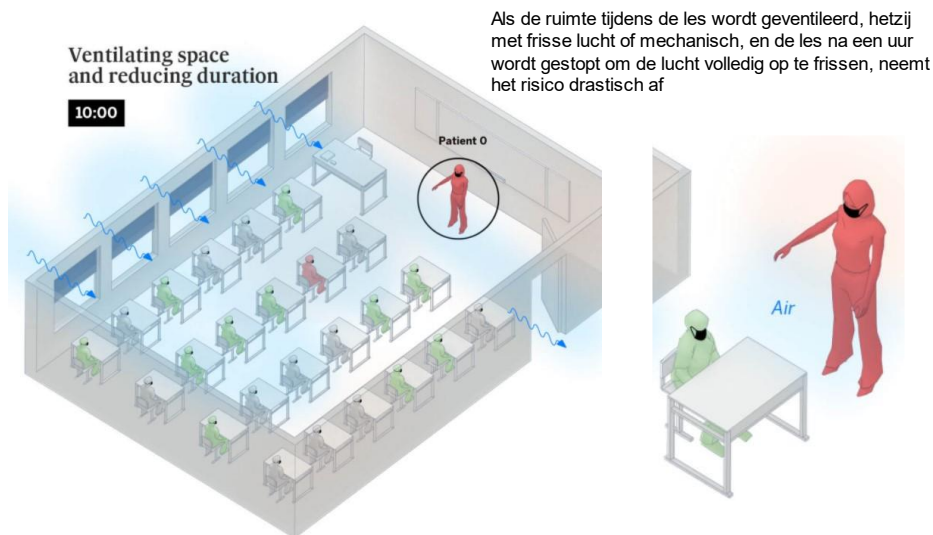 Als de ruimte tijdens de les wordt geventileerd, hetzij
met frisse lucht of mechanisch, en de les na een uur
wordt gestopt om de lucht volledig op te frissen, neemt
het risico drastisch af
Ventilating space
and reducing duration
10:00
Patient 0
Air